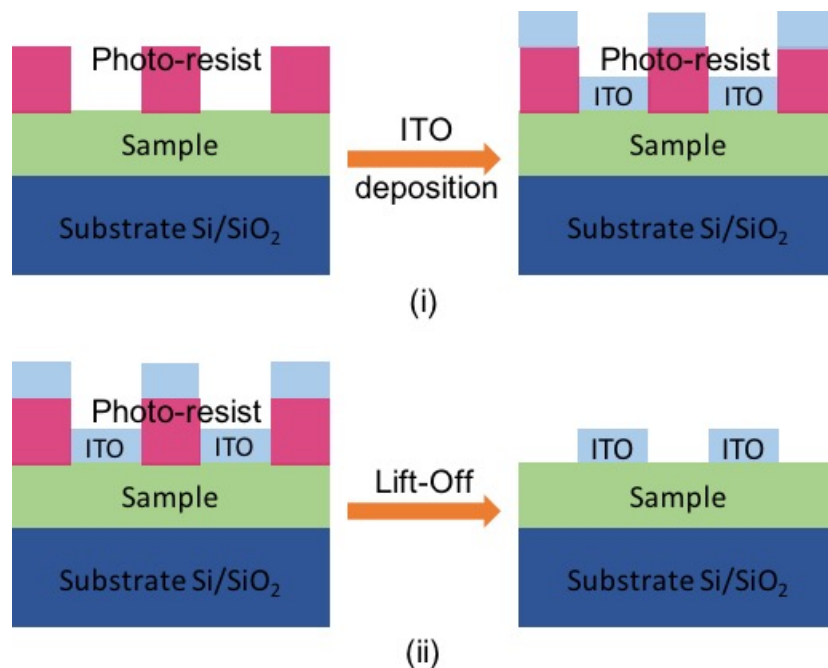 Photo-resist
Sample
Substrate Si/SiO₂
ITO
deposition
Photo-resist
ITO ITO
Sample
Substrate Si/SiO₂
(i)
Photo-resist
ITO ITO
Sample
Substrate Si/SiO₂
Lift-Off
ITO ITO
Sample
Substrate Si/SiO₂
(ii)